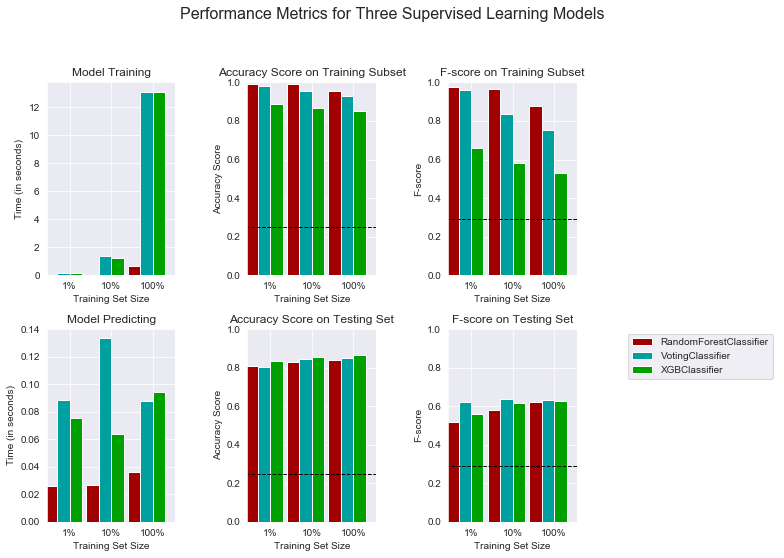 Performance Metrics for Three Supervised Learning Models
Model Training
Time (in seconds)
12
10
8
6
4
2
0
1% 10% 100%
Training Set Size
Accuracy Score on Training Subset
Accuracy Score
1.0
0.8
0.6
0.4
0.2
0.0
1% 10% 100%
Training Set Size
F-score on Training Subset
F-score
1.0
0.8
0.6
0.4
0.2
0.0
1% 10% 100%
Training Set Size
Model Predicting
Time (in seconds)
0.14
0.12
0.10
0.08
0.06
0.04
0.02
0.00
1% 10% 100%
Training Set Size
Accuracy Score on Testing Set
Accuracy Score
1.0
0.8
0.6
0.4
0.2
0.0
1% 10% 100%
Training Set Size
F-score on Testing Set
F-score
1.0
0.8
0.6
0.4
0.2
0.0
1% 10% 100%
Training Set Size
RandomForestClassifier
VotingClassifier
XGBClassifier